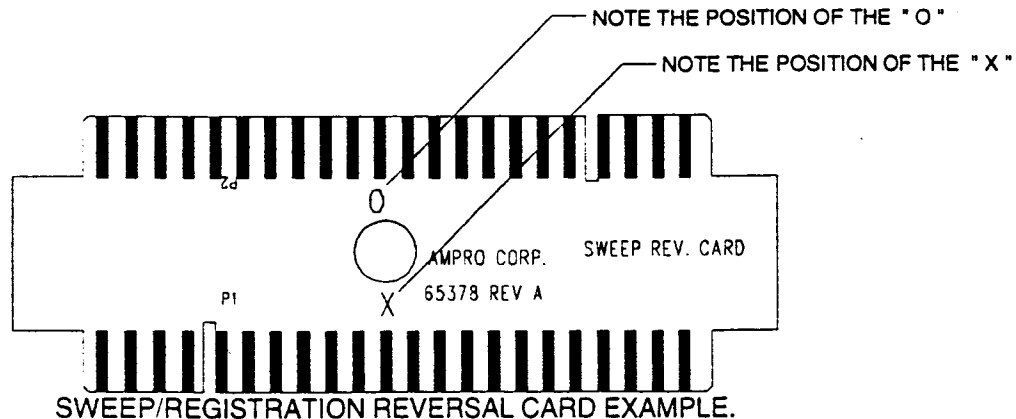 NOTE THE POSITION OF THE " O "
NOTE THE POSITION OF THE " X "
P2
O
AMPRO CORP.
SWEEP REV. CARD
P1
X
65378 REV A
SWEEP/REGISTRATION REVERSAL CARD EXAMPLE.